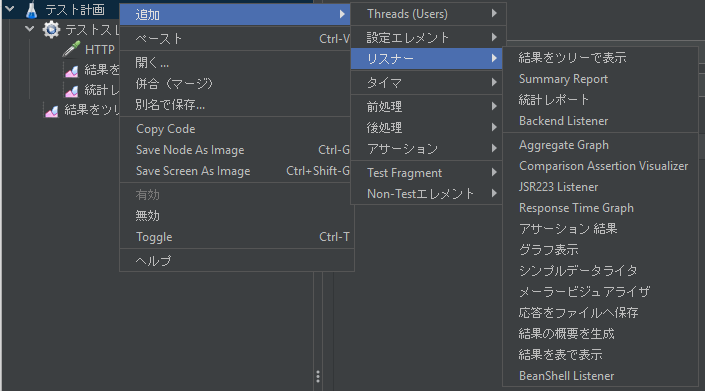 テスト計画
テストスレ
HTTP
結果を
統計レ
結果をツリ
追加
ペースト Ctrl-V
開く...
併合（マージ）
別名で保存...
Copy Code
Save Node As Image Ctrl-G
Save Screen As Image Ctrl+Shift-G
有効
無効
Toggle Ctrl-T
ヘルプ
Threads (Users)
設定エレメント
リスナー
タイマ
前処理
後処理
アサーション
Test Fragment
Non-Testエレメント
結果をツリーで表示
Summary Report
統計レポート
Backend Listener
Aggregate Graph
Comparison Assertion Visualizer
JSR223 Listener
Response Time Graph
アサーション 結果
グラフ表示
シンプルデータライタ
メーラービジュアライザ
応答をファイルへ保存
結果の概要を生成
結果を表で表示
BeanShell Listener